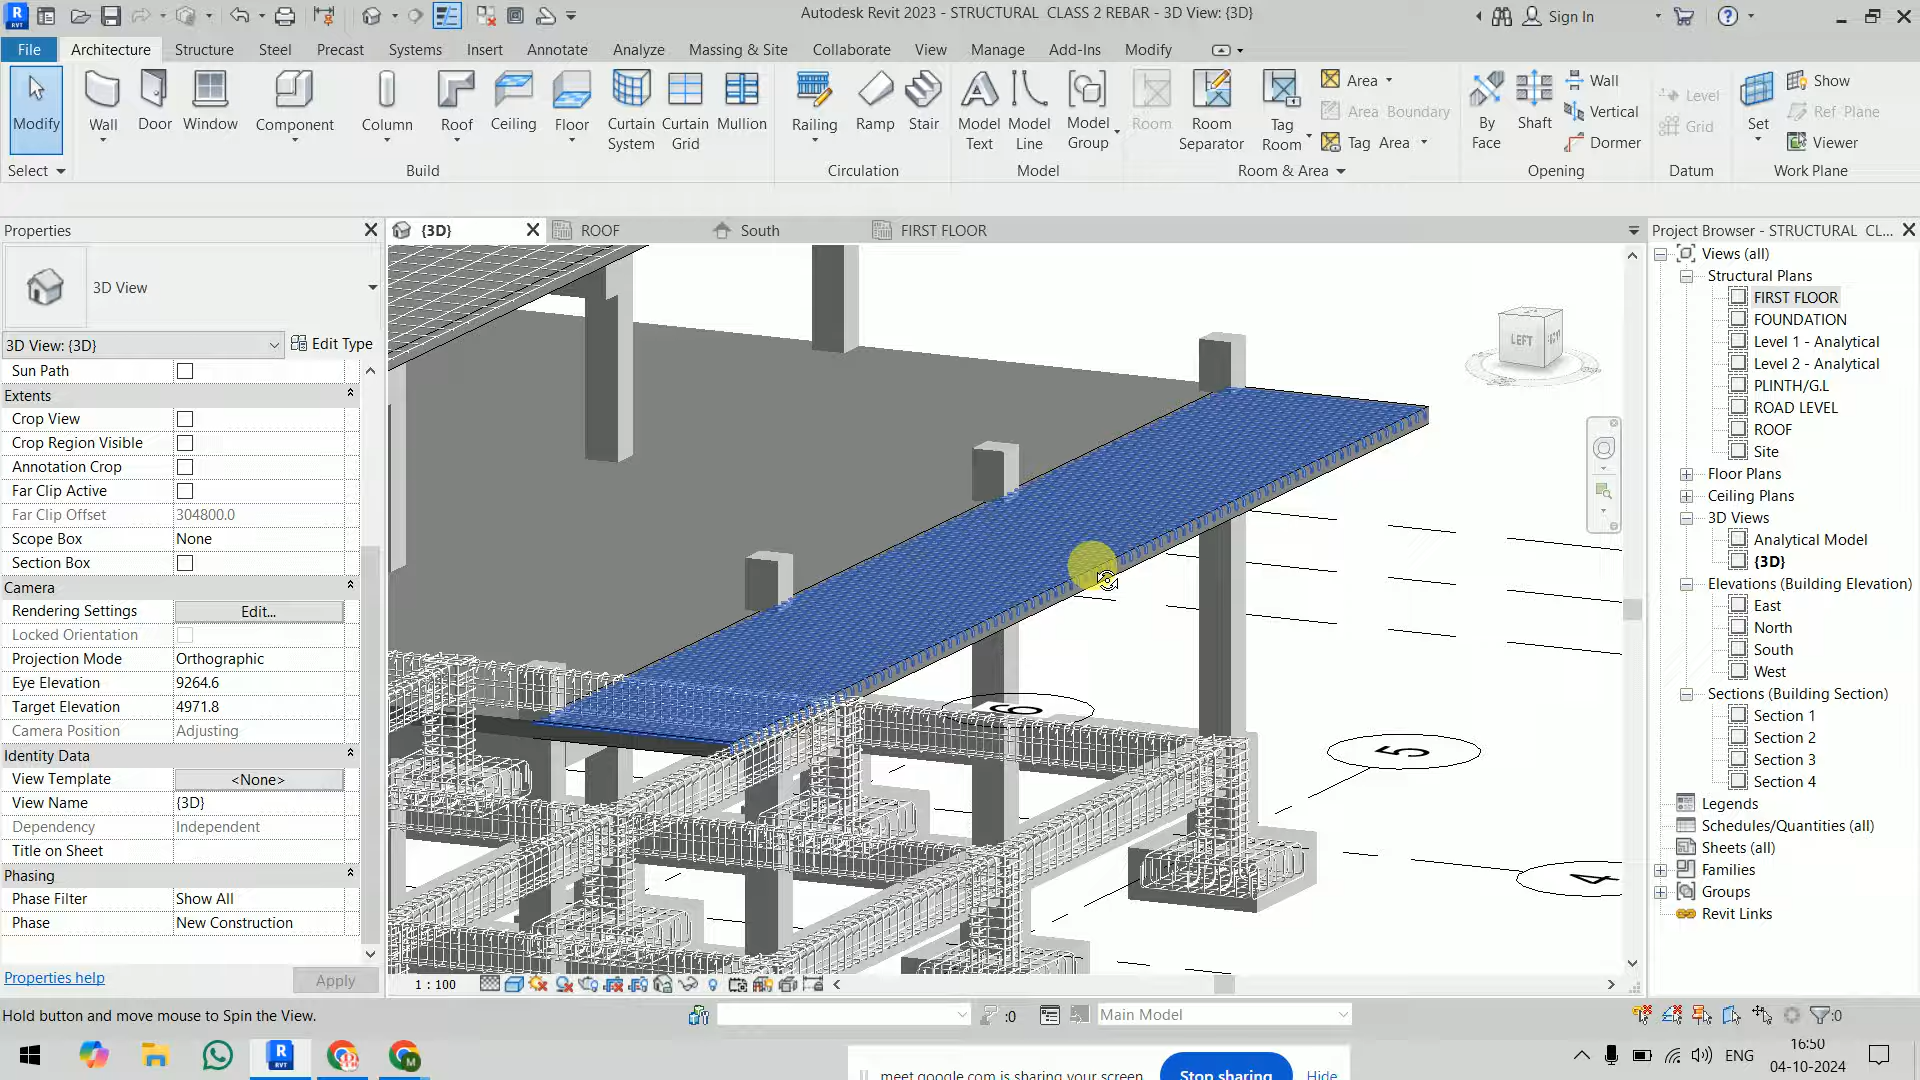 Autodesk Revit 2023 - STRUCTURAL CLASS 2 REBAR - 3D View: {3D}
Sign In
File Architecture Structure Steel Precast Systems Insert Annotate Analyze Massing & Site Collaborate View Manage Add-Ins Modify
Modify Wall Door Window Component Column Roof Ceiling Floor Curtain System Curtain Grid Mullion Railing Ramp Stair Model Text Model Line Model Group Room Room Separator Tag Room Area Area Boundary Tag Area By Face Shaft Wall Vertical Dormer Level Grid Set Show Ref Plane Viewer
Select Build Circulation Model Room & Area Opening Datum Work Plane
Properties
{3D} ROOF South FIRST FLOOR
Project Browser - STRUCTURAL CL...
3D View
3D View: {3D}
Edit Type
Sun Path
Extents
Crop View
Crop Region Visible
Annotation Crop
Far Clip Active
Far Clip Offset 304800.0
Scope Box None
Section Box
Camera
Rendering Settings Edit...
Locked Orientation
Projection Mode Orthographic
Eye Elevation 9264.6
Target Elevation 4971.8
Camera Position Adjusting
Identity Data
View Template <None>
View Name {3D}
Dependency Independent
Title on Sheet
Phasing
Phase Filter Show All
Phase New Construction
Properties help
Apply
LEFT
6
5
4
1 : 100
Views (all)
Structural Plans
FIRST FLOOR
FOUNDATION
Level 1 - Analytical
Level 2 - Analytical
PLINTH/G.L
ROAD LEVEL
ROOF
Site
Floor Plans
Ceiling Plans
3D Views
Analytical Model
{3D}
Elevations (Building Elevation)
East
North
South
West
Sections (Building Section)
Section 1
Section 2
Section 3
Section 4
Legends
Schedules/Quantities (all)
Sheets (all)
Families
Groups
Revit Links
Hold button and move mouse to Spin the View.
:0
Main Model
:0
meet.google.com is sharing your screen.
Stop sharing
Hide
ENG
16:50
04-10-2024